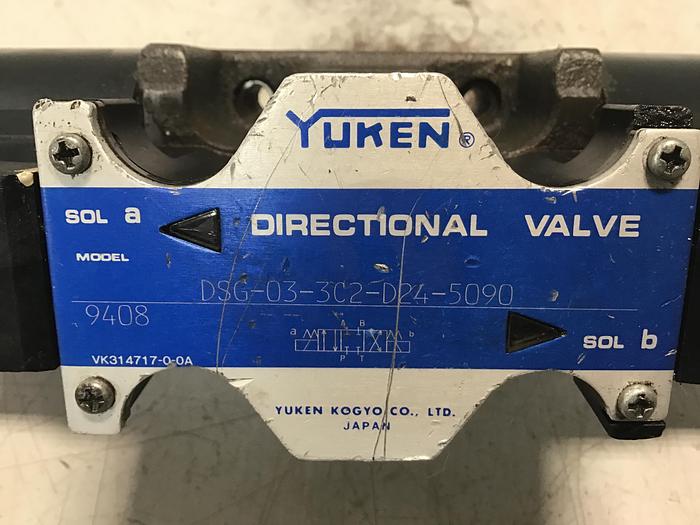 YUKEN®
SOL a DIRECTIONAL VALVE
MODEL
DSG-03-3C2-D24-5090
9408
a A B b
P T
SOL b
VK314717-0-0A
YUKEN KOGYO CO., LTD.
JAPAN